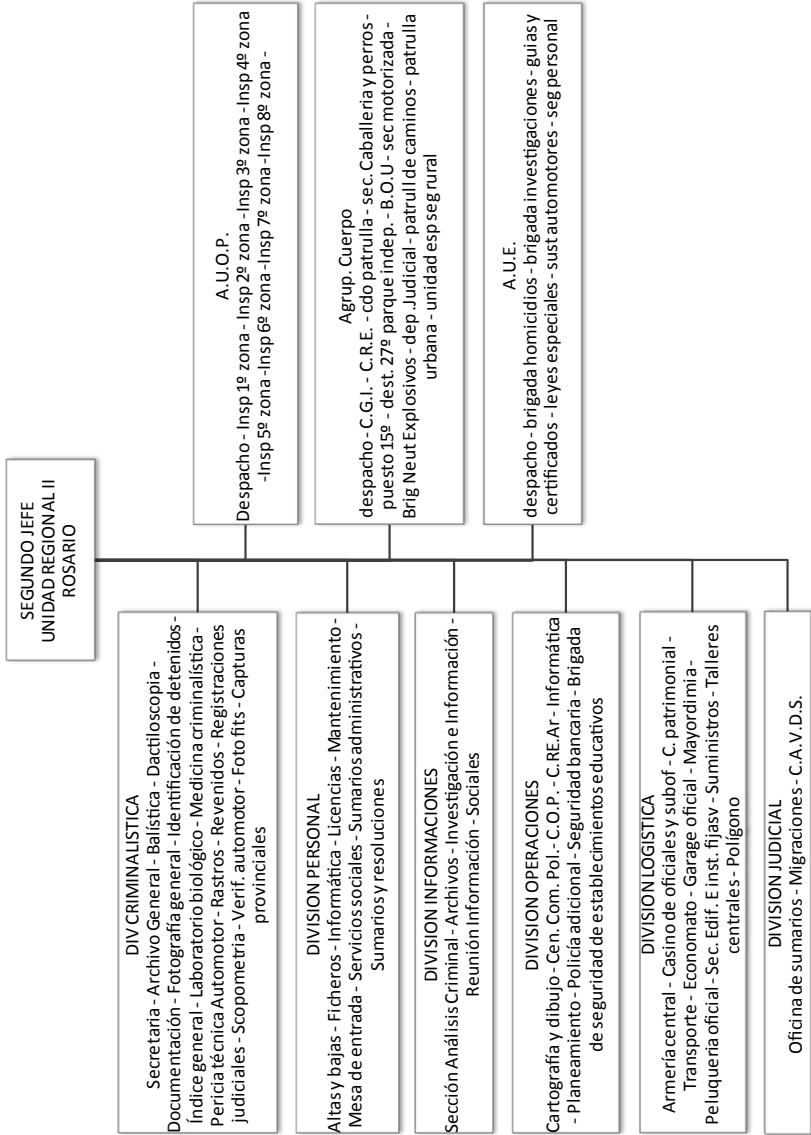 SEGUNDO JEFE
UNIDAD REGIONAL II
ROSARIO
DIV CRIMINALISTICA
Secretaria - Archivo General - Balística - Dactiloscopia -
Documentación - Fotografía general - Identificación de detenidos-
Índice general - Laboratorio biológico - Medicina criminalística -
Pericia técnica Automotor - Rastros - Revenidos - Registraciones
judiciales - Scopometria - Verif. automotor - Foto fits - Capturas
provinciales
DIVISION PERSONAL
Altas y bajas - Ficheros - Informática - Licencias - Mantenimiento -
Mesa de entrada - Servicios sociales - Sumarios administrativos -
Sumarios y resoluciones
DIVISION INFORMACIONES
Sección Análisis Criminal - Archivos - Investigación e Información -
Reunión Información - Sociales
DIVISION OPERACIONES
Cartografía y dibujo - Cen. Com. Pol.- C.O.P. - C.RE.Ar - Informática
- Planeamiento - Policía adicional - Seguridad bancaria - Brigada
de seguridad de establecimientos educativos
DIVISION LOGISTICA
Armería central - Casino de oficiales y subof - C. patrimonial -
Transporte - Economato - Garage oficial - Mayordimia -
Peluqueria oficial - Sec. Edif . E inst. fijasv - Suministros - Talleres
centrales - Polígono
DIVISION JUDICIAL
Oficina de sumarios - Migraciones - C.A.V.D.S.
A.U.O.P.
Despacho - Insp 1º zona - Insp 2º zona -Insp 3º zona -Insp 4º zona
-Insp 5º zona -Insp 6º zona -Insp 7º zona -Insp 8º zona -
Agrup. Cuerpo
despacho - C.G.I. - C.R.E. - cdo patrulla - sec. Caballeria y perros-
puesto 15º - dest. 27º parque indep. - B.O.U - sec motorizada-
Brig Neut Explosivos - dep .Judicial - patrull de caminos - patrulla
urbana - unidad esp seg rural
A.U.E.
despacho - brigada homicidios - brigada investigaciones - guias y
certificados - leyes especiales - sust automotores - seg personal